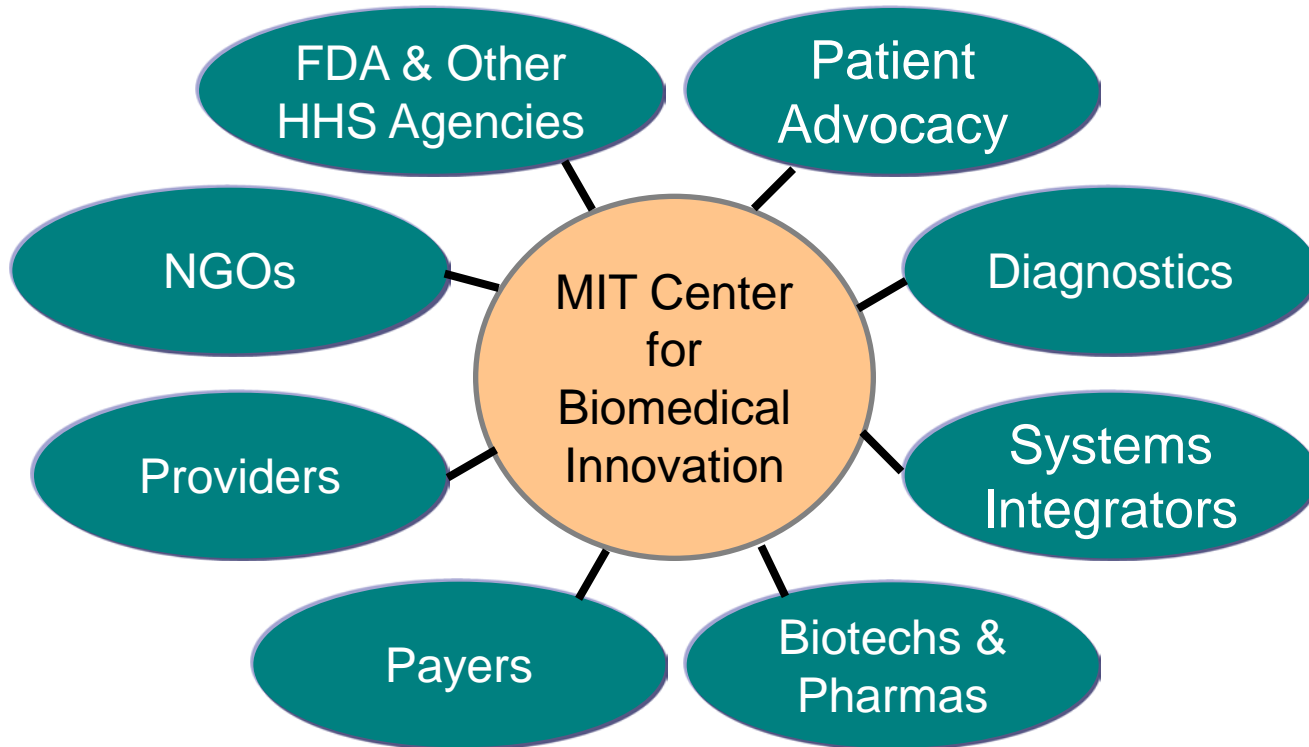 FDA & Other
HHS Agencies
Patient
Advocacy
NGOs
MIT Center
for
Biomedical
Innovation
Diagnostics
Providers
Systems
Integrators
Payers
Biotechs &
Pharmas